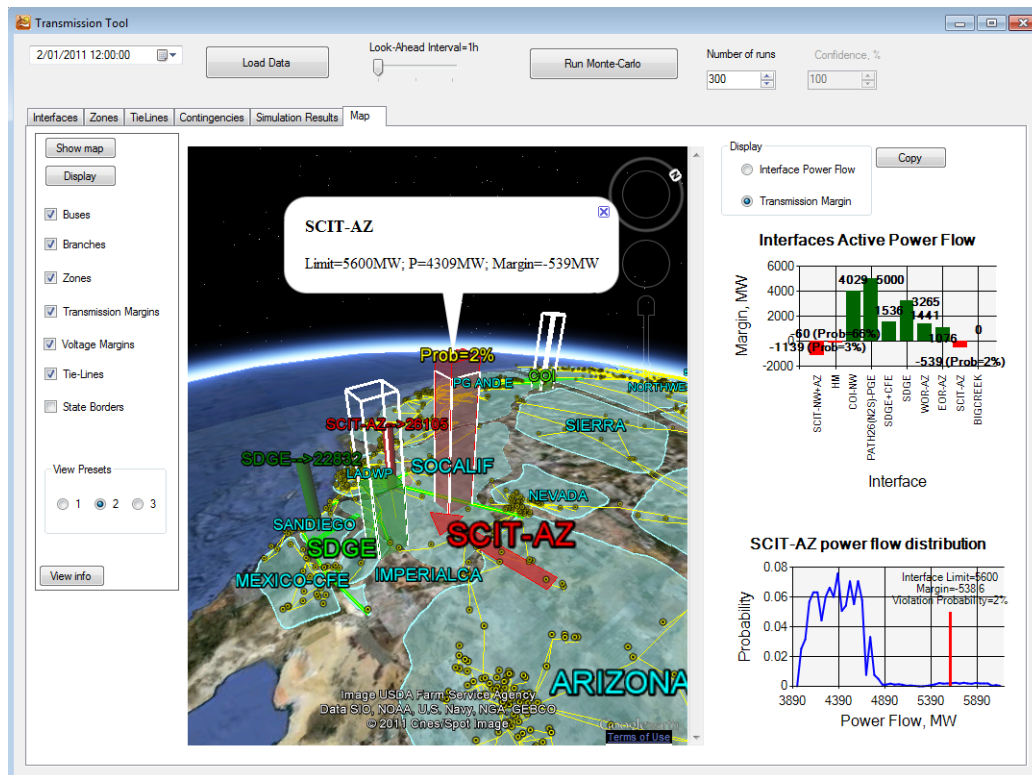 Transmission Tool
2/01/2011 12:00:00
Load Data
Look-Ahead Interval=1h
Run Monte-Carlo
Number of runs
300
Confidence, %
100
Interfaces
Zones
TieLines
Contingencies
Simulation Results
Map
Show map
Display
Buses
Branches
Zones
Transmission Margins
Voltage Margins
Tie-Lines
State Borders
View Presets
1
2
3
View info
SCIT-AZ
Limit=5600MW; P=4309MW; Margin=-539MW
Prob=2%
PG AND E
COI
NORTHWE
SCIT-AZ-->26105
SIERRA
SDGE-->22832
LADWP
SOCALIF
NEVADA
SANDIEGO
SDGE
SCIT-AZ
MEXICO-CFE
IMPERIALCA
ARIZONA
Image USDA Farm Service Agency
Data SIO, NOAA, U.S. Navy, NGA, GEBCO
© 2011 Cnes/Spot Image
Terms of Use
Display
Interface Power Flow
Transmission Margin
Copy
Interfaces Active Power Flow
Margin, MW
6000
4000
2000
0
-2000
4029
5000
1536
3265
1441
1076
0
-60 (Prob=66%)
-1139 (Prob=3%)
-539 (Prob=2%)
SCIT-NW+AZ
HM
COI-NW
PATH26(N2S)-PGE
SDGE+CFE
SDGE
WOR-AZ
EOR-AZ
SCIT-AZ
BIGCREEK
Interface
SCIT-AZ power flow distribution
Probability
0.08
0.06
0.04
0.02
0
Interface Limit=5600
Margin=-538.6
Violation Probability=2%
3890
4390
4890
5390
5890
Power Flow, MW